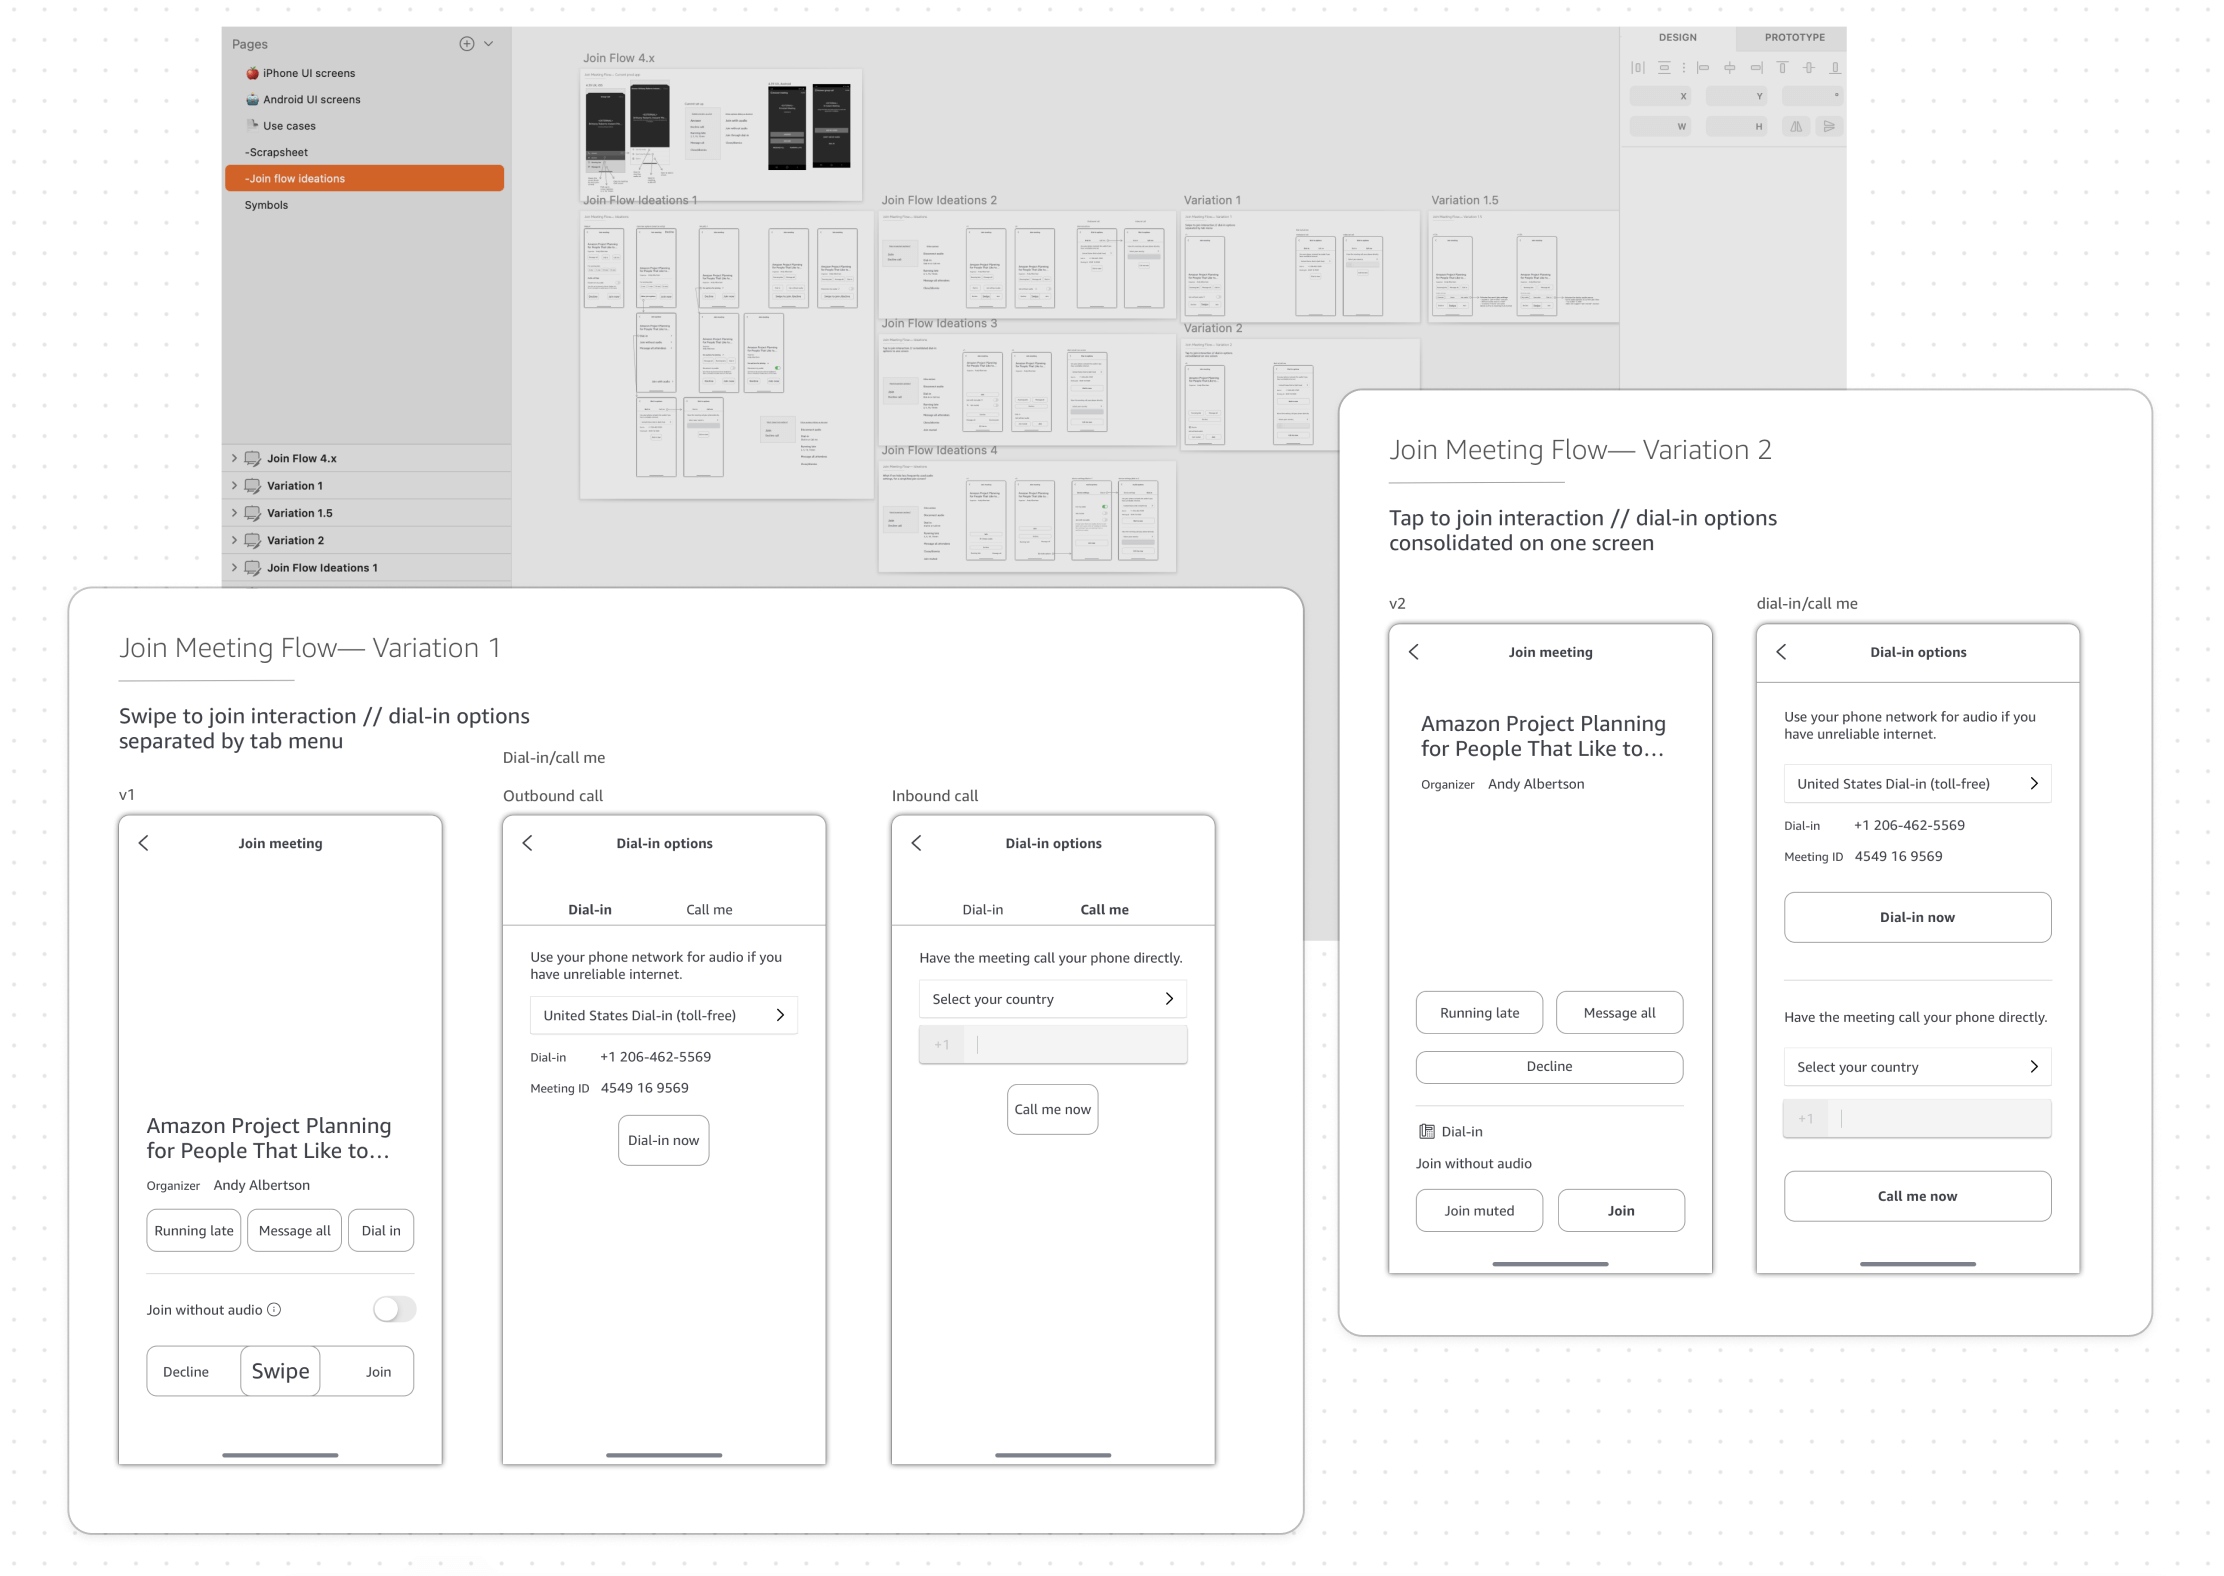 Pages
🍎 iPhone UI screens
🤖 Android UI screens
Use cases
-Scrapsheet
-Join flow ideations
Symbols
Join Flow 4.x
Variation 1
Variation 1.5
Variation 2
Join Flow Ideations 1
Join Flow 4.x
Join Flow Ideations 1
Join Flow Ideations 2
Variation 1
Variation 1.5
Join Flow Ideations 3
Variation 2
Join Flow Ideations 4
DESIGN
PROTOTYPE
X
Y
°
W
H
Join Meeting Flow— Variation 1
Swipe to join interaction // dial-in options
separated by tab menu
v1
Join meeting
Amazon Project Planning
for People That Like to…
Organizer Andy Albertson
Running late
Message all
Dial in
Join without audio
Decline
Swipe
Join
Dial-in/call me
Outbound call
Dial-in options
Dial-in
Call me
Use your phone network for audio if you
have unreliable internet.
United States Dial-in (toll-free)
Dial-in +1 206-462-5569
Meeting ID 4549 16 9569
Dial-in now
Inbound call
Dial-in options
Dial-in
Call me
Have the meeting call your phone directly.
Select your country
+1
Call me now
Join Meeting Flow— Variation 2
Tap to join interaction // dial-in options
consolidated on one screen
v2
Join meeting
Amazon Project Planning
for People That Like to…
Organizer Andy Albertson
Running late
Message all
Decline
Dial-in
Join without audio
Join muted
Join
dial-in/call me
Dial-in options
Use your phone network for audio if you
have unreliable internet.
United States Dial-in (toll-free)
Dial-in +1 206-462-5569
Meeting ID 4549 16 9569
Dial-in now
Have the meeting call your phone directly.
Select your country
+1
Call me now